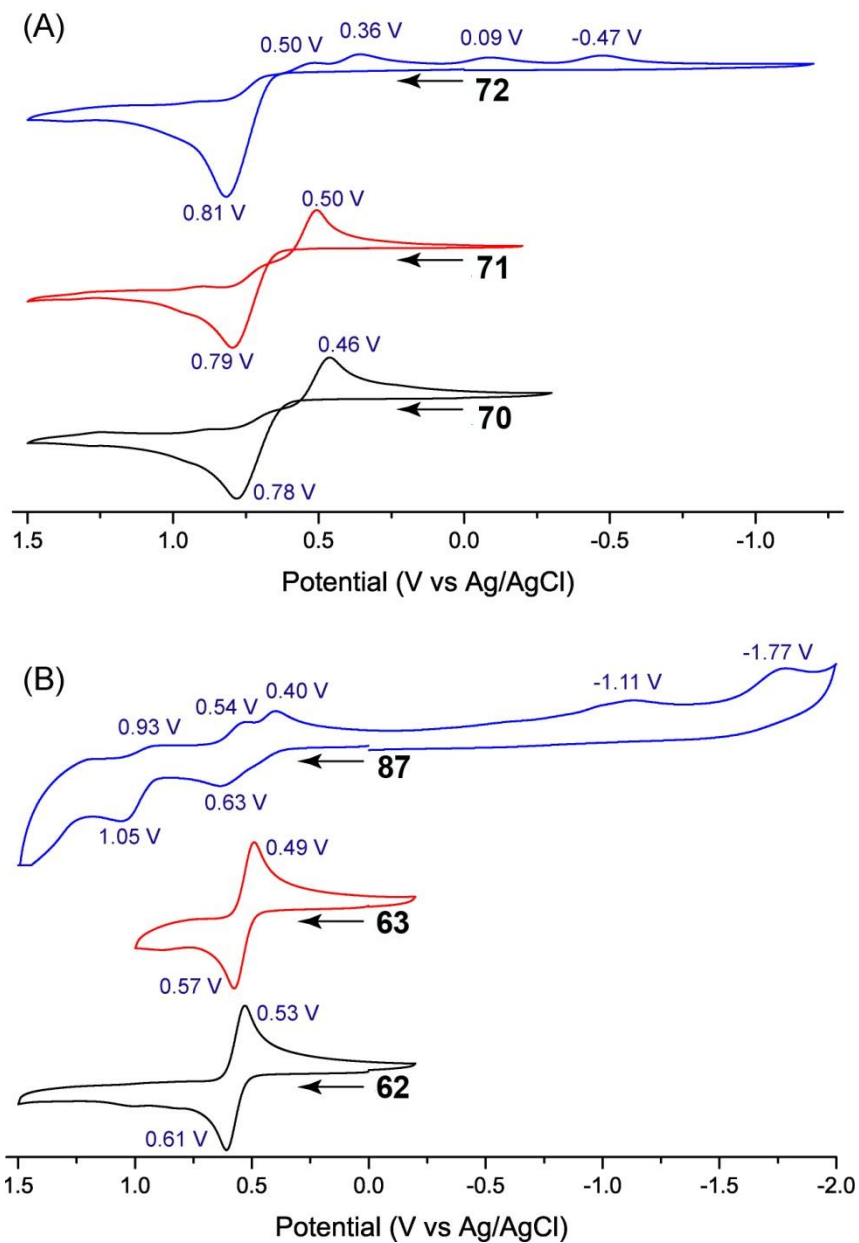 (A)
0.50 V 0.36 V 0.09 V -0.47 V
72
0.81 V 0.50 V
71
0.79 V 0.46 V
70
0.78 V
1.5 1.0 0.5 0.0 -0.5 -1.0
Potential (V vs Ag/AgCl)
(B)
0.93 V 0.54 V 0.40 V -1.11 V -1.77 V
87
1.05 V 0.63 V
0.49 V
63
0.57 V
0.53 V
62
0.61 V
1.5 1.0 0.5 0.0 -0.5 -1.0 -1.5 -2.0
Potential (V vs Ag/AgCl)